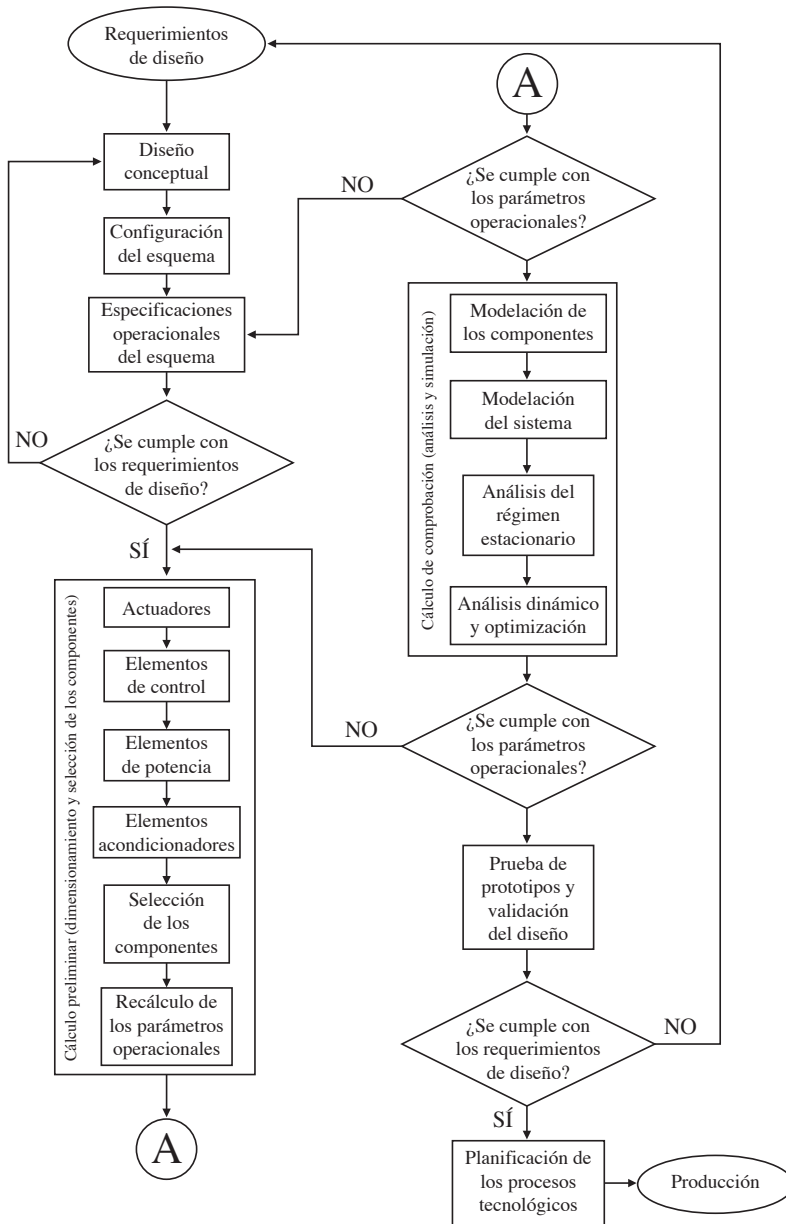 Requerimientos
de diseño
Diseño
conceptual
Configuración
del esquema
Especificaciones
operacionales
del esquema
NO
¿Se cumple con
los requerimientos
de diseño?
SÍ
Cálculo preliminar (dimensionamiento y selección de los componentes)
Actuadores
Elementos
de control
Elementos
de potencia
Elementos
acondicionadores
Selección
de los
componentes
Recálculo de
los parámetros
operacionales
A
A
¿Se cumple con
los parámetros
operacionales?
NO
Cálculo de comprobación (análisis y simulación)
Modelación de
los componentes
Modelación
del sistema
Análisis del
régimen
estacionario
Análisis dinámico
y optimización
¿Se cumple con
los parámetros
operacionales?
NO
Prueba de
prototipos y
validación
del diseño
¿Se cumple con
los requerimientos
de diseño?
NO
SÍ
Planificación de
los procesos
tecnológicos
Producción